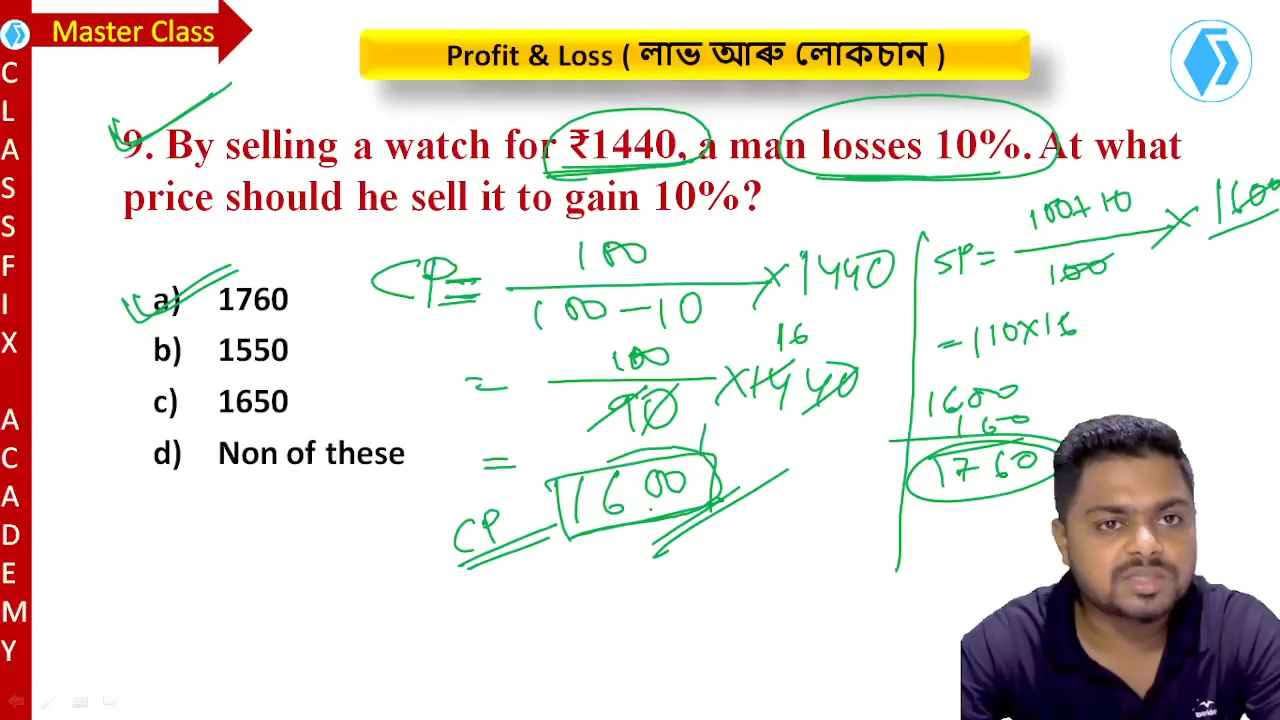 Master Class
Profit & Loss ( লাভ আৰু লোকচান )
CLASSFIX ACADEMY
9. By selling a watch for ₹1440, a man losses 10%. At what
price should he sell it to gain 10%?
a) 1760
b) 1550
c) 1650
d) Non of these
CP = 100 / 100 - 10 × 1440
= 100 / 90 × 1440
16
= 1600
CP
SP = 100+10 / 100 × 1600
= 110×16
1600
160
1760